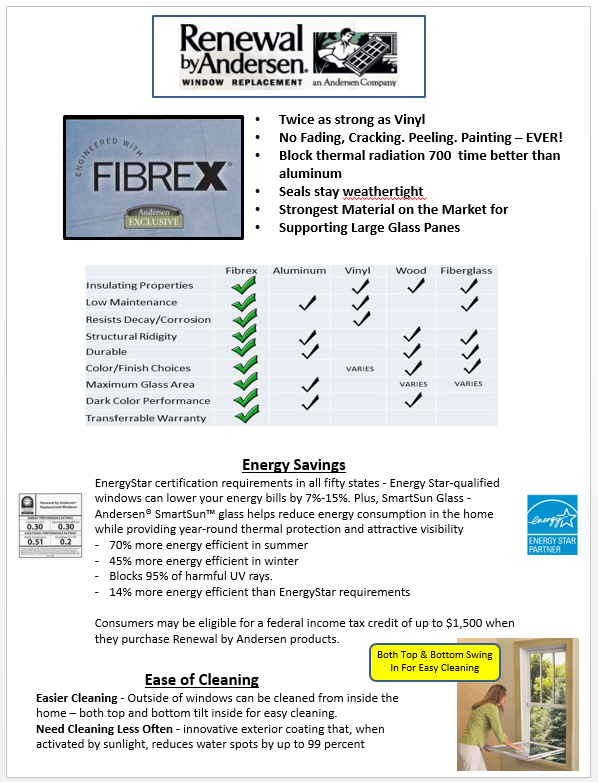 Renewal
byAndersen®
WINDOW REPLACEMENT an Andersen Company
ENGINEERED WITH
FIBREX®
Andersen
EXCLUSIVE
• Twice as strong as Vinyl
• No Fading, Cracking. Peeling. Painting – EVER!
• Block thermal radiation 700 time better than
aluminum
• Seals stay weathertight
• Strongest Material on the Market for
• Supporting Large Glass Panes
Fibrex Aluminum Vinyl Wood Fiberglass
Insulating Properties
Low Maintenance
Resists Decay/Corrosion
Structural Ridigity
Durable
Color/Finish Choices VARIES
Maximum Glass Area VARIES VARIES
Dark Color Performance
Transferrable Warranty
Energy Savings
EnergyStar certification requirements in all fifty states - Energy Star-qualified
windows can lower your energy bills by 7%-15%. Plus, SmartSun Glass -
Andersen® SmartSun™ glass helps reduce energy consumption in the home
while providing year-round thermal protection and attractive visibility
- 70% more energy efficient in summer
- 45% more energy efficient in winter
- Blocks 95% of harmful UV rays.
- 14% more energy efficient than EnergyStar requirements
Renewal by Andersen®
Replacement Windows
ENERGY PERFORMANCE RATINGS
0.30 0.30
ADDITIONAL PERFORMANCE RATINGS
0.51 0.2
energy
ENERGY STAR
PARTNER
Consumers may be eligible for a federal income tax credit of up to $1,500 when
they purchase Renewal by Andersen products.
Both Top & Bottom Swing
In For Easy Cleaning
Ease of Cleaning
Easier Cleaning - Outside of windows can be cleaned from inside the
home – both top and bottom tilt inside for easy cleaning.
Need Cleaning Less Often - innovative exterior coating that, when
activated by sunlight, reduces water spots by up to 99 percent